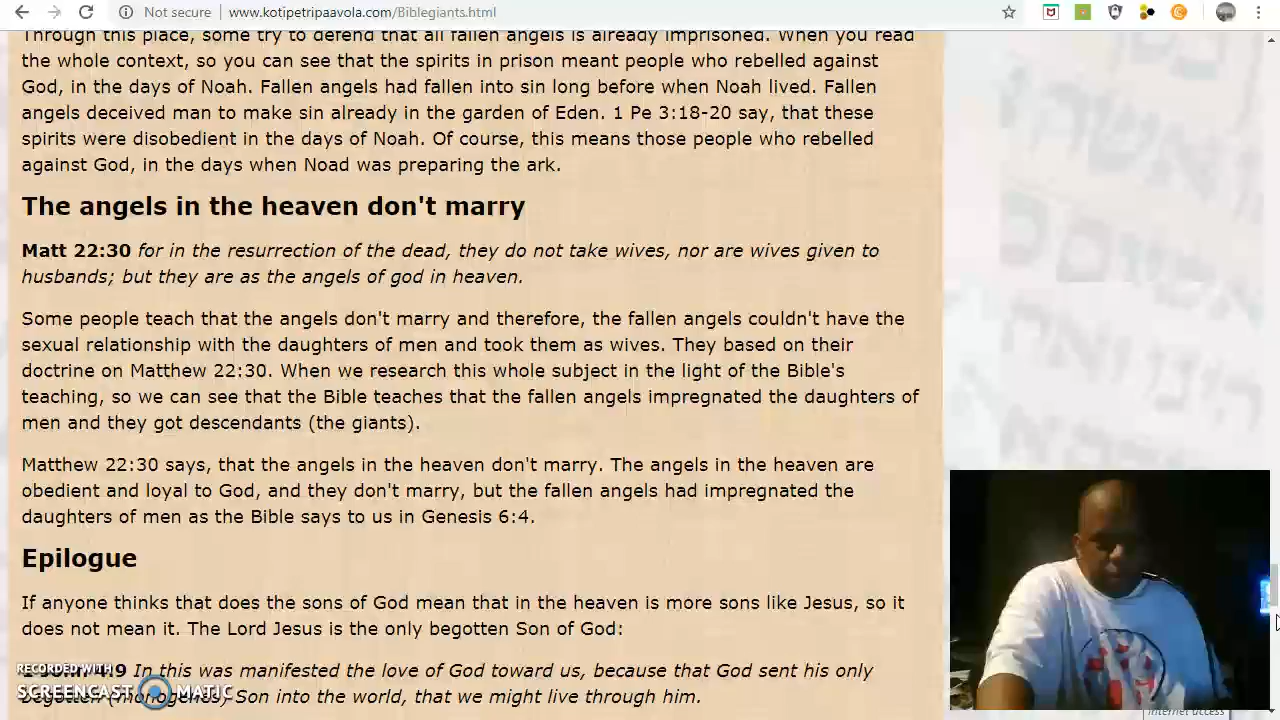 Not secure
www.kotipetripaavola.com/Biblegiants.html
Through this place, some try to defend that all fallen angels is already imprisoned. When you read
the whole context, so you can see that the spirits in prison meant people who rebelled against
God, in the days of Noah. Fallen angels had fallen into sin long before when Noah lived. Fallen
angels deceived man to make sin already in the garden of Eden. 1 Pe 3:18-20 say, that these
spirits were disobedient in the days of Noah. Of course, this means those people who rebelled
against God, in the days when Noad was preparing the ark.
The angels in the heaven don't marry
Matt 22:30 for in the resurrection of the dead, they do not take wives, nor are wives given to
husbands; but they are as the angels of god in heaven.
Some people teach that the angels don't marry and therefore, the fallen angels couldn't have the
sexual relationship with the daughters of men and took them as wives. They based on their
doctrine on Matthew 22:30. When we research this whole subject in the light of the Bible's
teaching, so we can see that the Bible teaches that the fallen angels impregnated the daughters of
men and they got descendants (the giants).
Matthew 22:30 says, that the angels in the heaven don't marry. The angels in the heaven are
obedient and loyal to God, and they don't marry, but the fallen angels had impregnated the
daughters of men as the Bible says to us in Genesis 6:4.
Epilogue
If anyone thinks that does the sons of God mean that in the heaven is more sons like Jesus, so it
does not mean it. The Lord Jesus is the only begotten Son of God:
4:9 In this was manifested the love of God toward us, because that God sent his only
begotten (monogenes) Son into the world, that we might live through him.
RECORDED WITH
SCREENCAST MATIC
Internet access